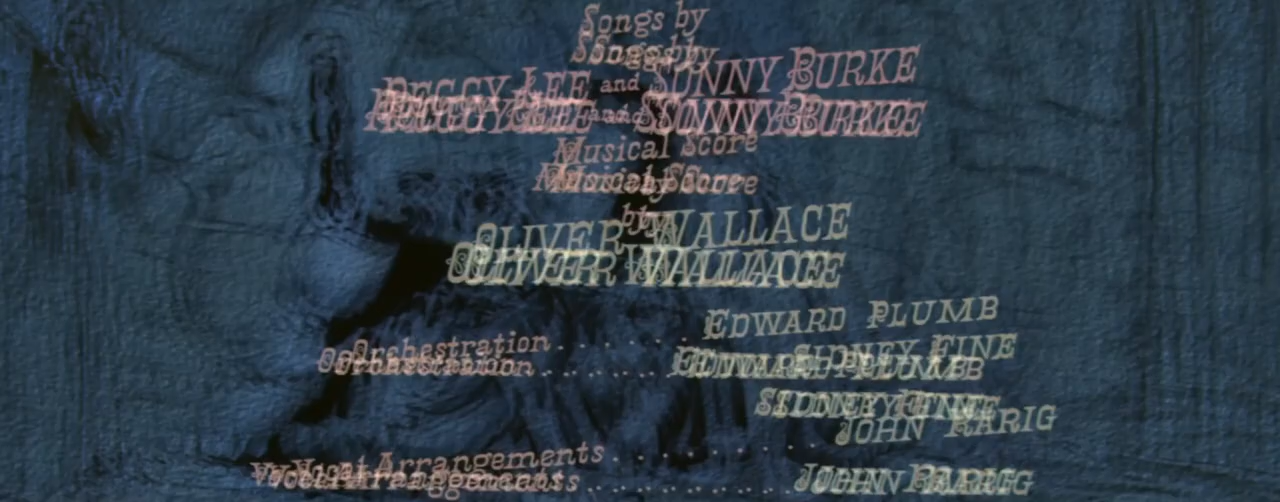 Songs by
PEGGY LEE and SONNY BURKE
Musical Score
by
OLIVER WALLACE
Orchestration . . . . . . . EDWARD PLUMB
SIDNEY FINE
Vocal Arrangements . . . . . . . . JOHN RARIG